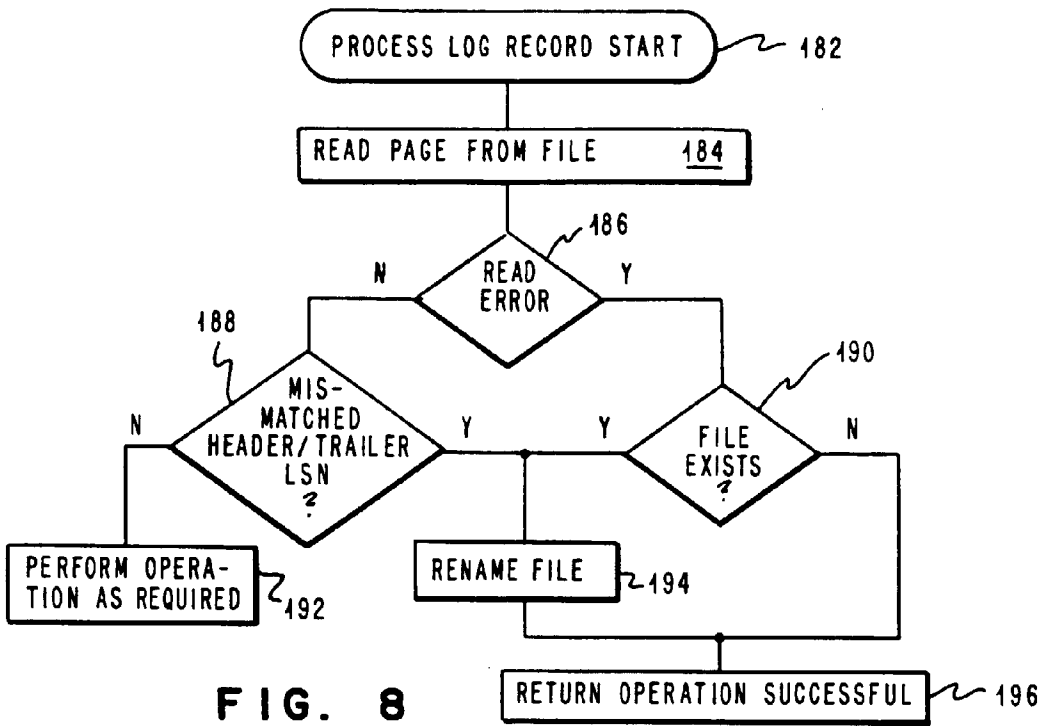 PROCESS LOG RECORD START
182
READ PAGE FROM FILE 184
186
READ
ERROR
N
Y
188
190
MIS-
MATCHED
HEADER/TRAILER
LSN
?
N
Y
FILE
EXISTS
?
Y
N
PERFORM OPERA-
TION AS REQUIRED
192
RENAME FILE
194
RETURN OPERATION SUCCESSFUL
196
FIG. 8